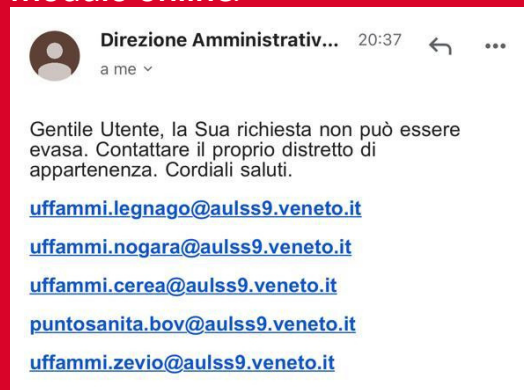 Direzione Amministrativ... 20:37
a me
Gentile Utente, la Sua richiesta non può essere
evasa. Contattare il proprio distretto di
appartenenza. Cordiali saluti.
uffammi.legnago@aulss9.veneto.it
uffammi.nogara@aulss9.veneto.it
uffammi.cerea@aulss9.veneto.it
puntosanita.bov@aulss9.veneto.it
uffammi.zevio@aulss9.veneto.it